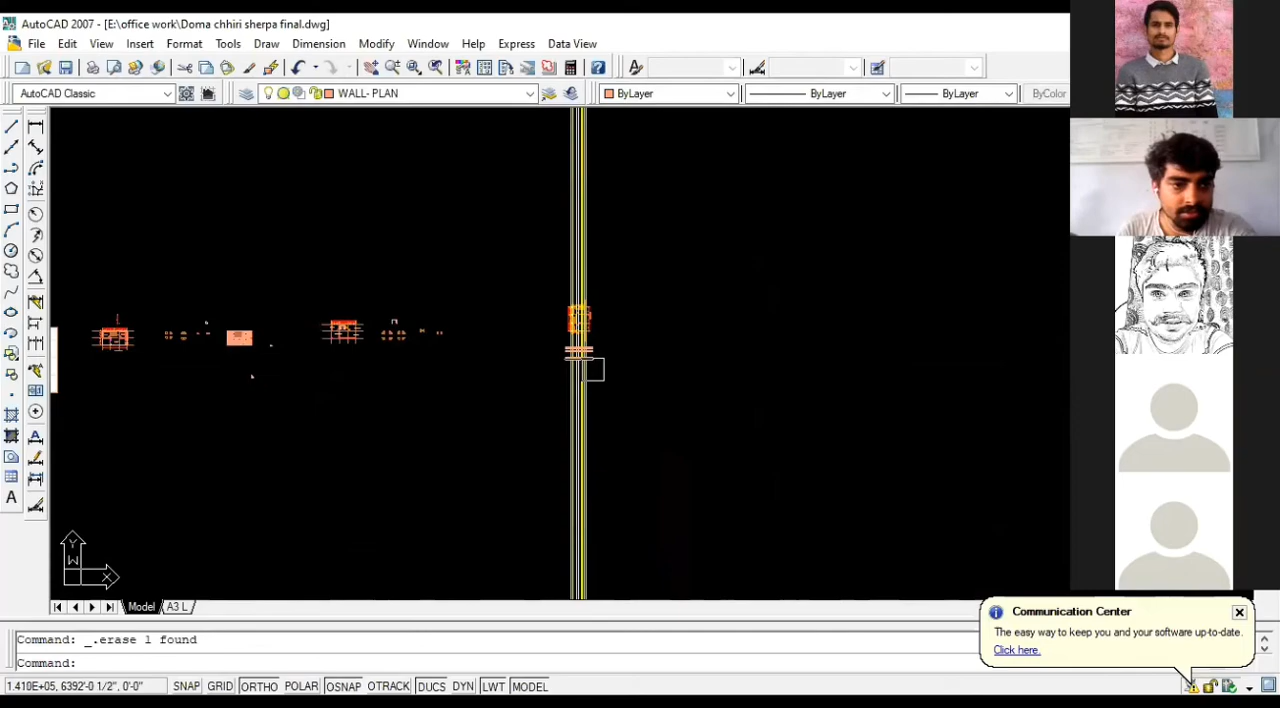 AutoCAD 2007 - [E:\office work\Doma chhiri sherpa final.dwg]
File Edit View Insert Format Tools Draw Dimension Modify Window Help Express Data View
AutoCAD Classic WALL- PLAN ByLayer ByLayer ByLayer ByColor
A
Y
W
X
Model A3 L
Command: _.erase 1 found
Command:
Communication Center
The easy way to keep you and your software up-to-date.
Click here.
1.410E+05, 6392'-0 1/2", 0'-0" SNAP GRID ORTHO POLAR OSNAP OTRACK DUCS DYN LWT MODEL